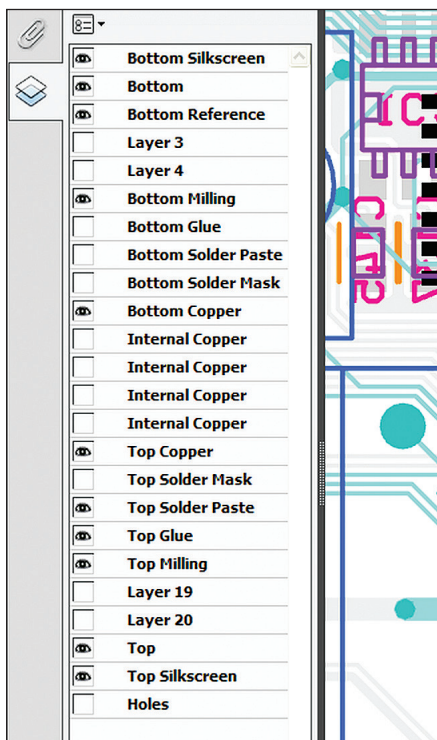 Bottom Silkscreen
Bottom
Bottom Reference
Layer 3
Layer 4
Bottom Milling
Bottom Glue
Bottom Solder Paste
Bottom Solder Mask
Bottom Copper
Internal Copper
Internal Copper
Internal Copper
Internal Copper
Top Copper
Top Solder Mask
Top Solder Paste
Top Glue
Top Milling
Layer 19
Layer 20
Top
Top Silkscreen
Holes